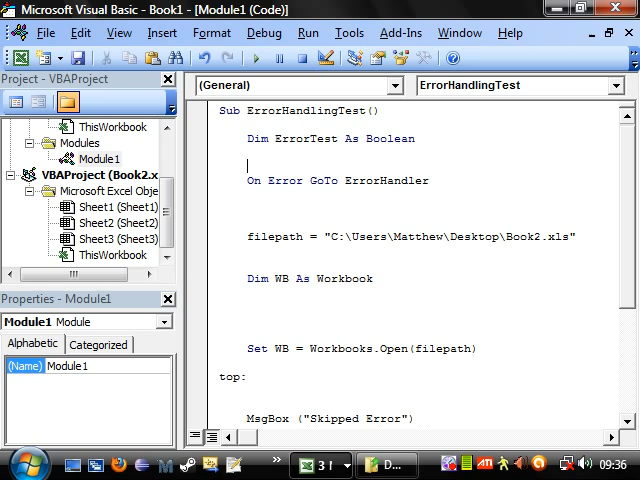 Microsoft Visual Basic - Book1 - [Module1 (Code)]
File Edit View Insert Format Debug Run Tools Add-Ins Window Help
Project - VBAProject
ThisWorkbook
Modules
Module1
VBAProject (Book2.x
Microsoft Excel Obje
Sheet1 (Sheet1)
Sheet2 (Sheet2)
Sheet3 (Sheet3)
ThisWorkbook
Properties - Module1
Module1 Module
Alphabetic Categorized
(Name) Module1
(General) ErrorHandlingTest
Sub ErrorHandlingTest()
Dim ErrorTest As Boolean
On Error GoTo ErrorHandler
filepath = "C:\Users\Matthew\Desktop\Book2.xls"
Dim WB As Workbook
Set WB = Workbooks.Open(filepath)
top:
MsgBox ("Skipped Error")
» 3 D... » ATI 09:36